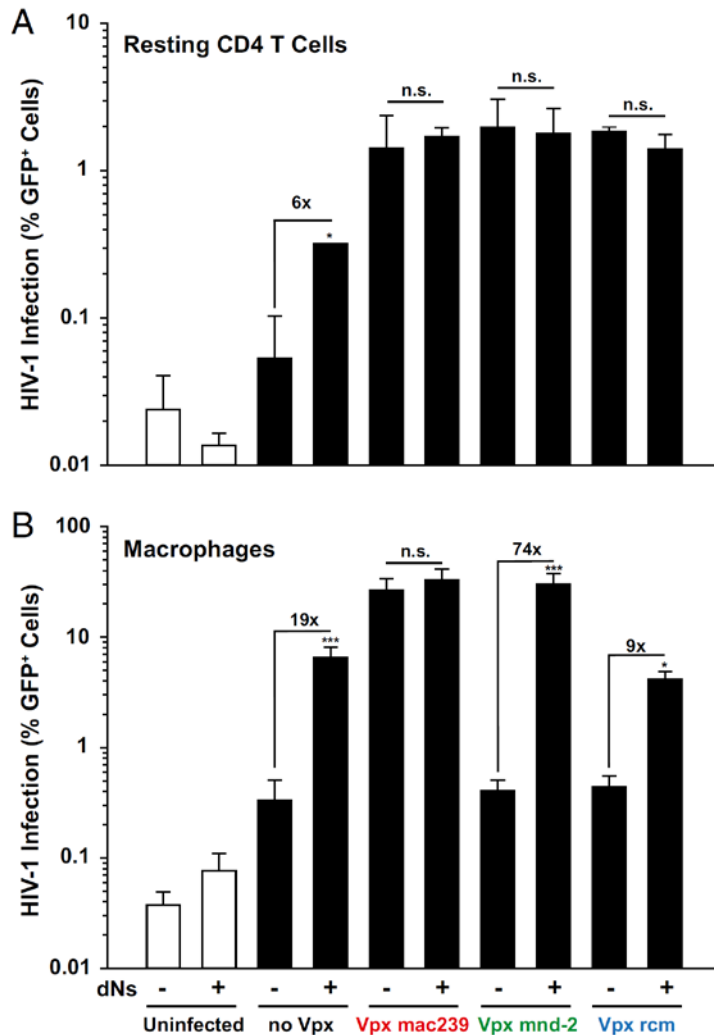 A
Resting CD4 T Cells
HIV-1 Infection (% GFP⁺ Cells)
10
1
0.1
0.01
6x
*
n.s.
n.s.
n.s.
B
Macrophages
HIV-1 Infection (% GFP⁺ Cells)
100
10
1
0.1
0.01
19x
***
n.s.
74x
***
9x
*
dNs - + - + - + - + - +
Uninfected no Vpx Vpx mac239 Vpx mnd-2 Vpx rcm